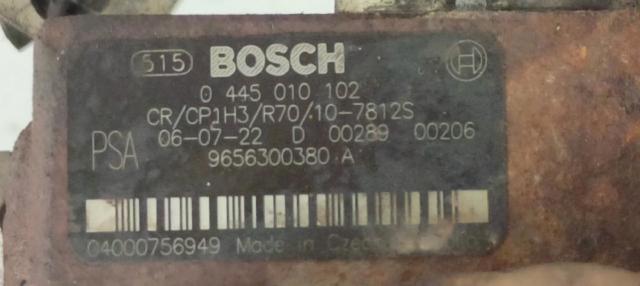 515 BOSCH
0 445 010 102
CR/CP1H3/R70/10-7812S
06-07-22 D 00289 00206
PSA 9656300380 A
04000756949 Made in